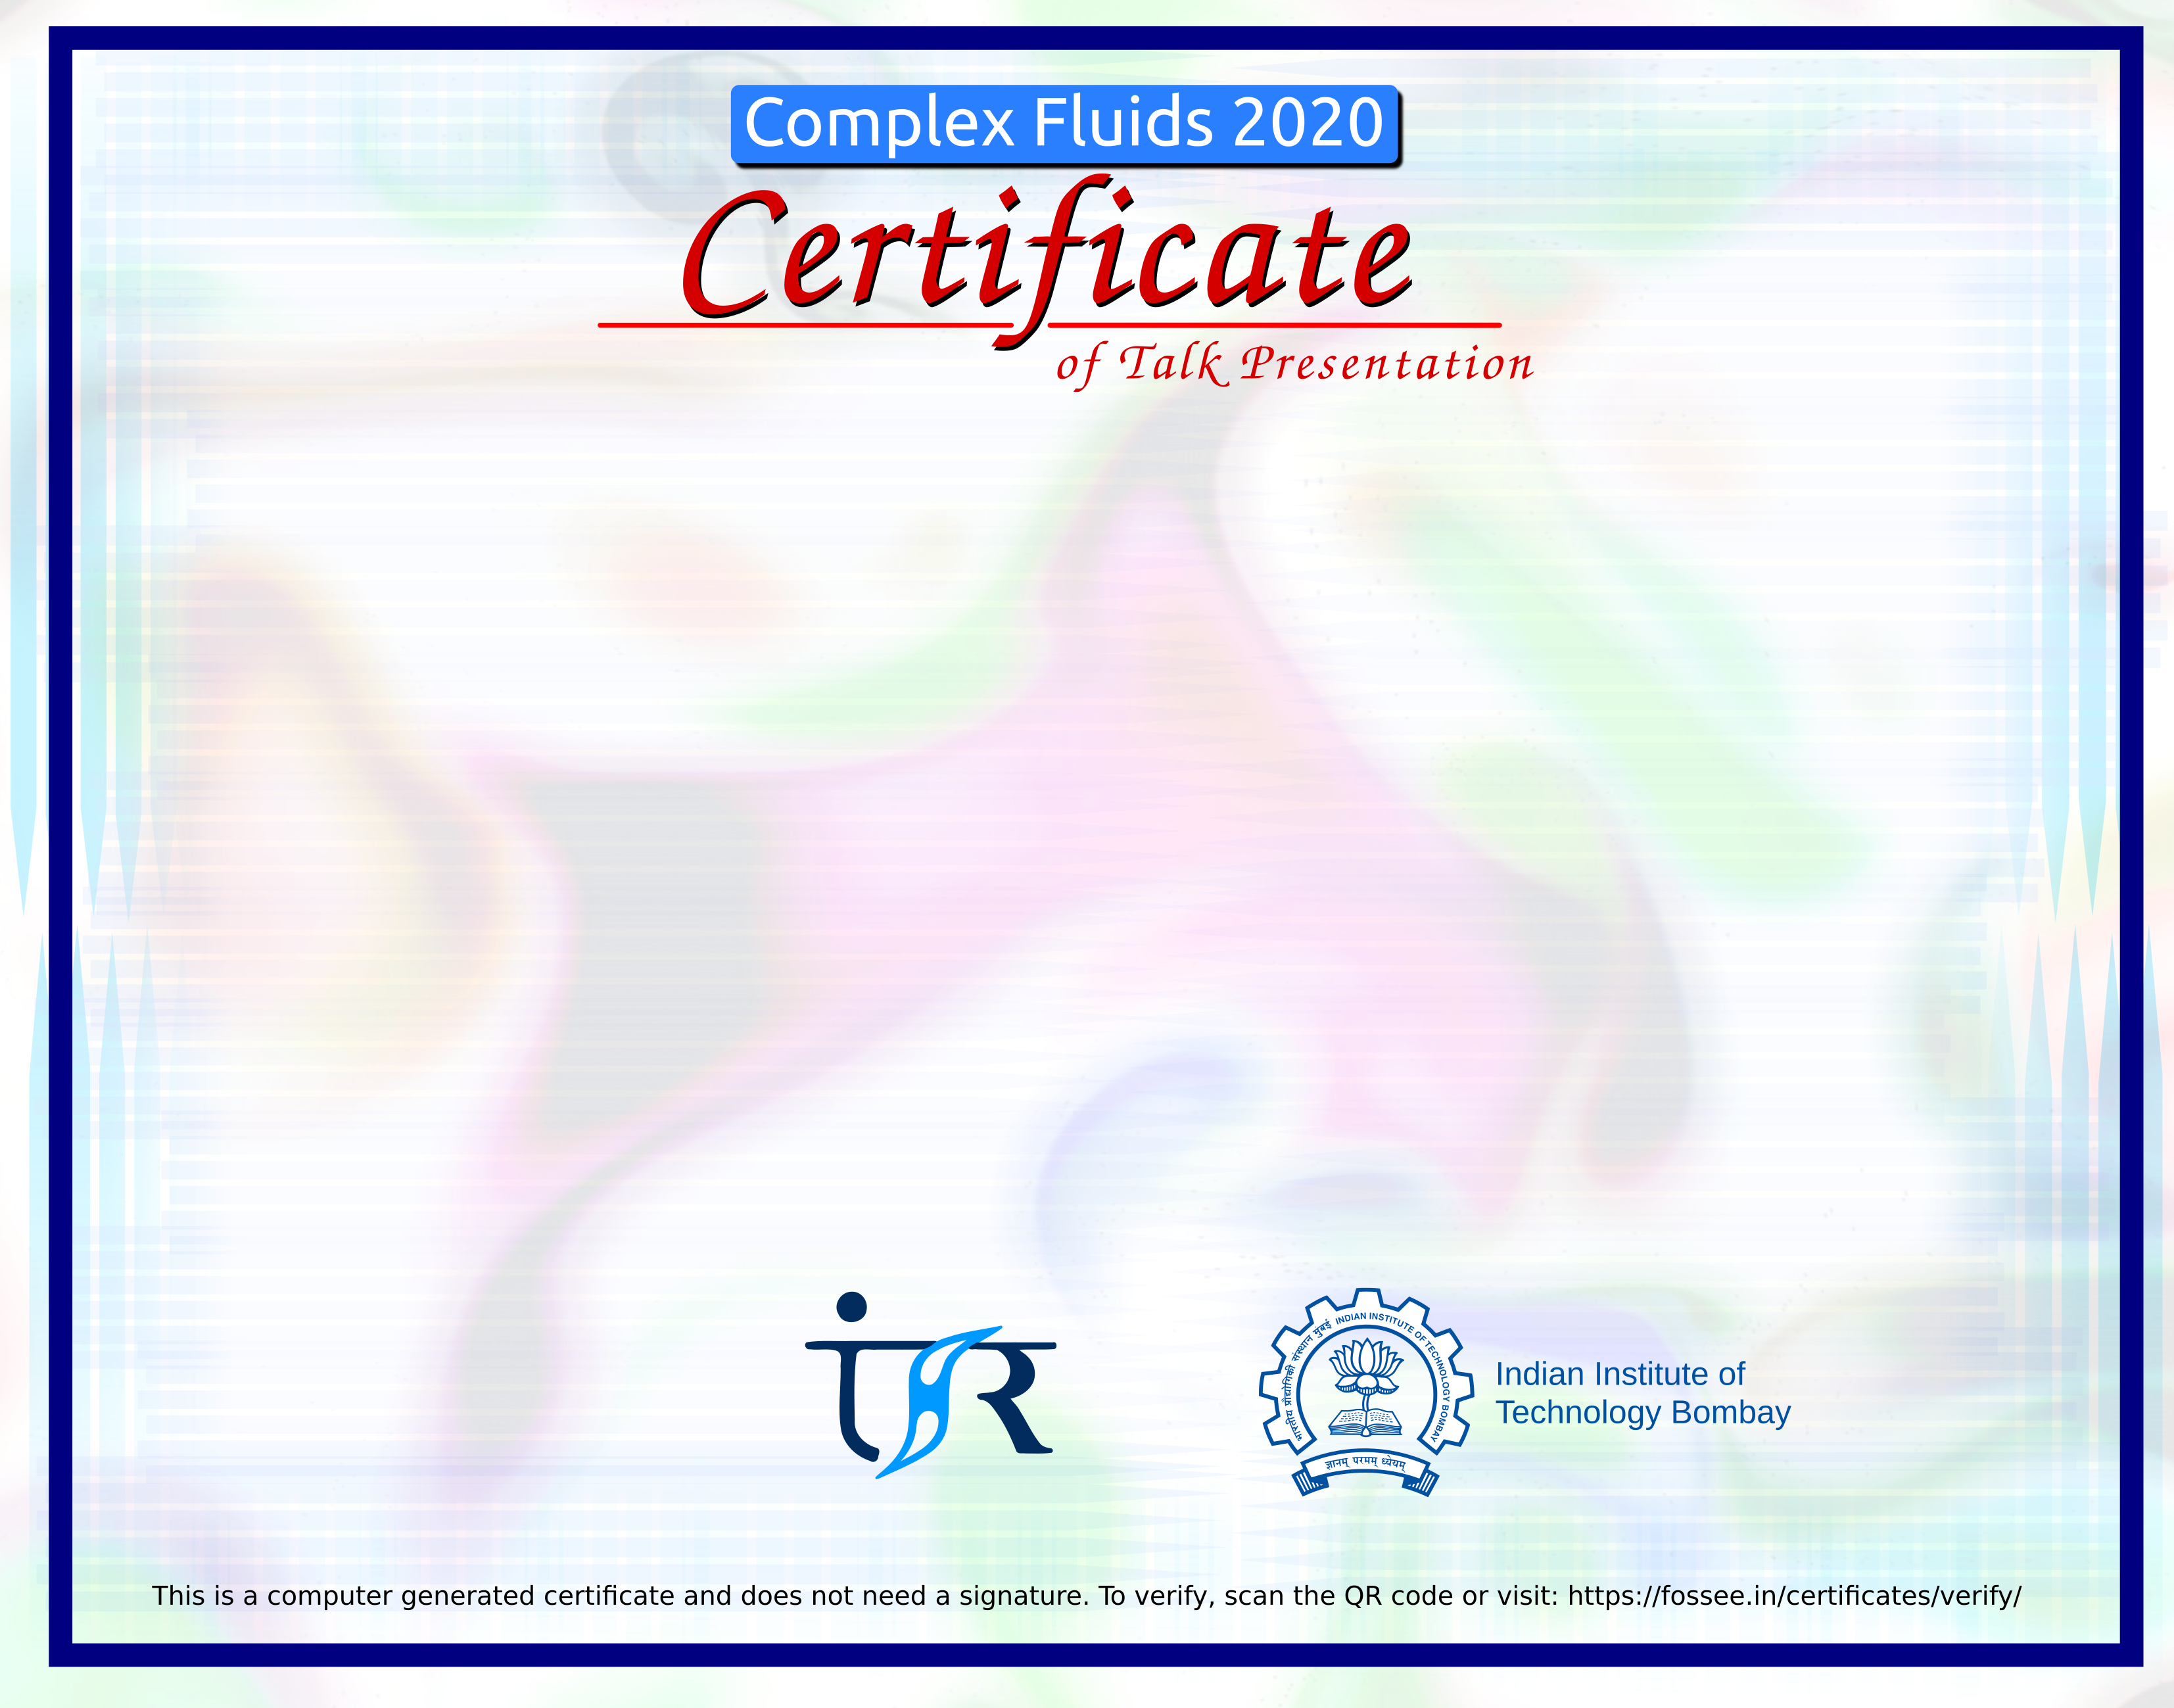 Complex Fluids 2020
Certificate
of Talk Presentation
भारतीय प्रौद्योगिकी संस्थान मुंबई INDIAN INSTITUTE OF TECHNOLOGY BOMBAY
ज्ञानम् परमम् ध्येयम्
Indian Institute of
Technology Bombay
This is a computer generated certificate and does not need a signature. To verify, scan the QR code or visit: https://fossee.in/certificates/verify/